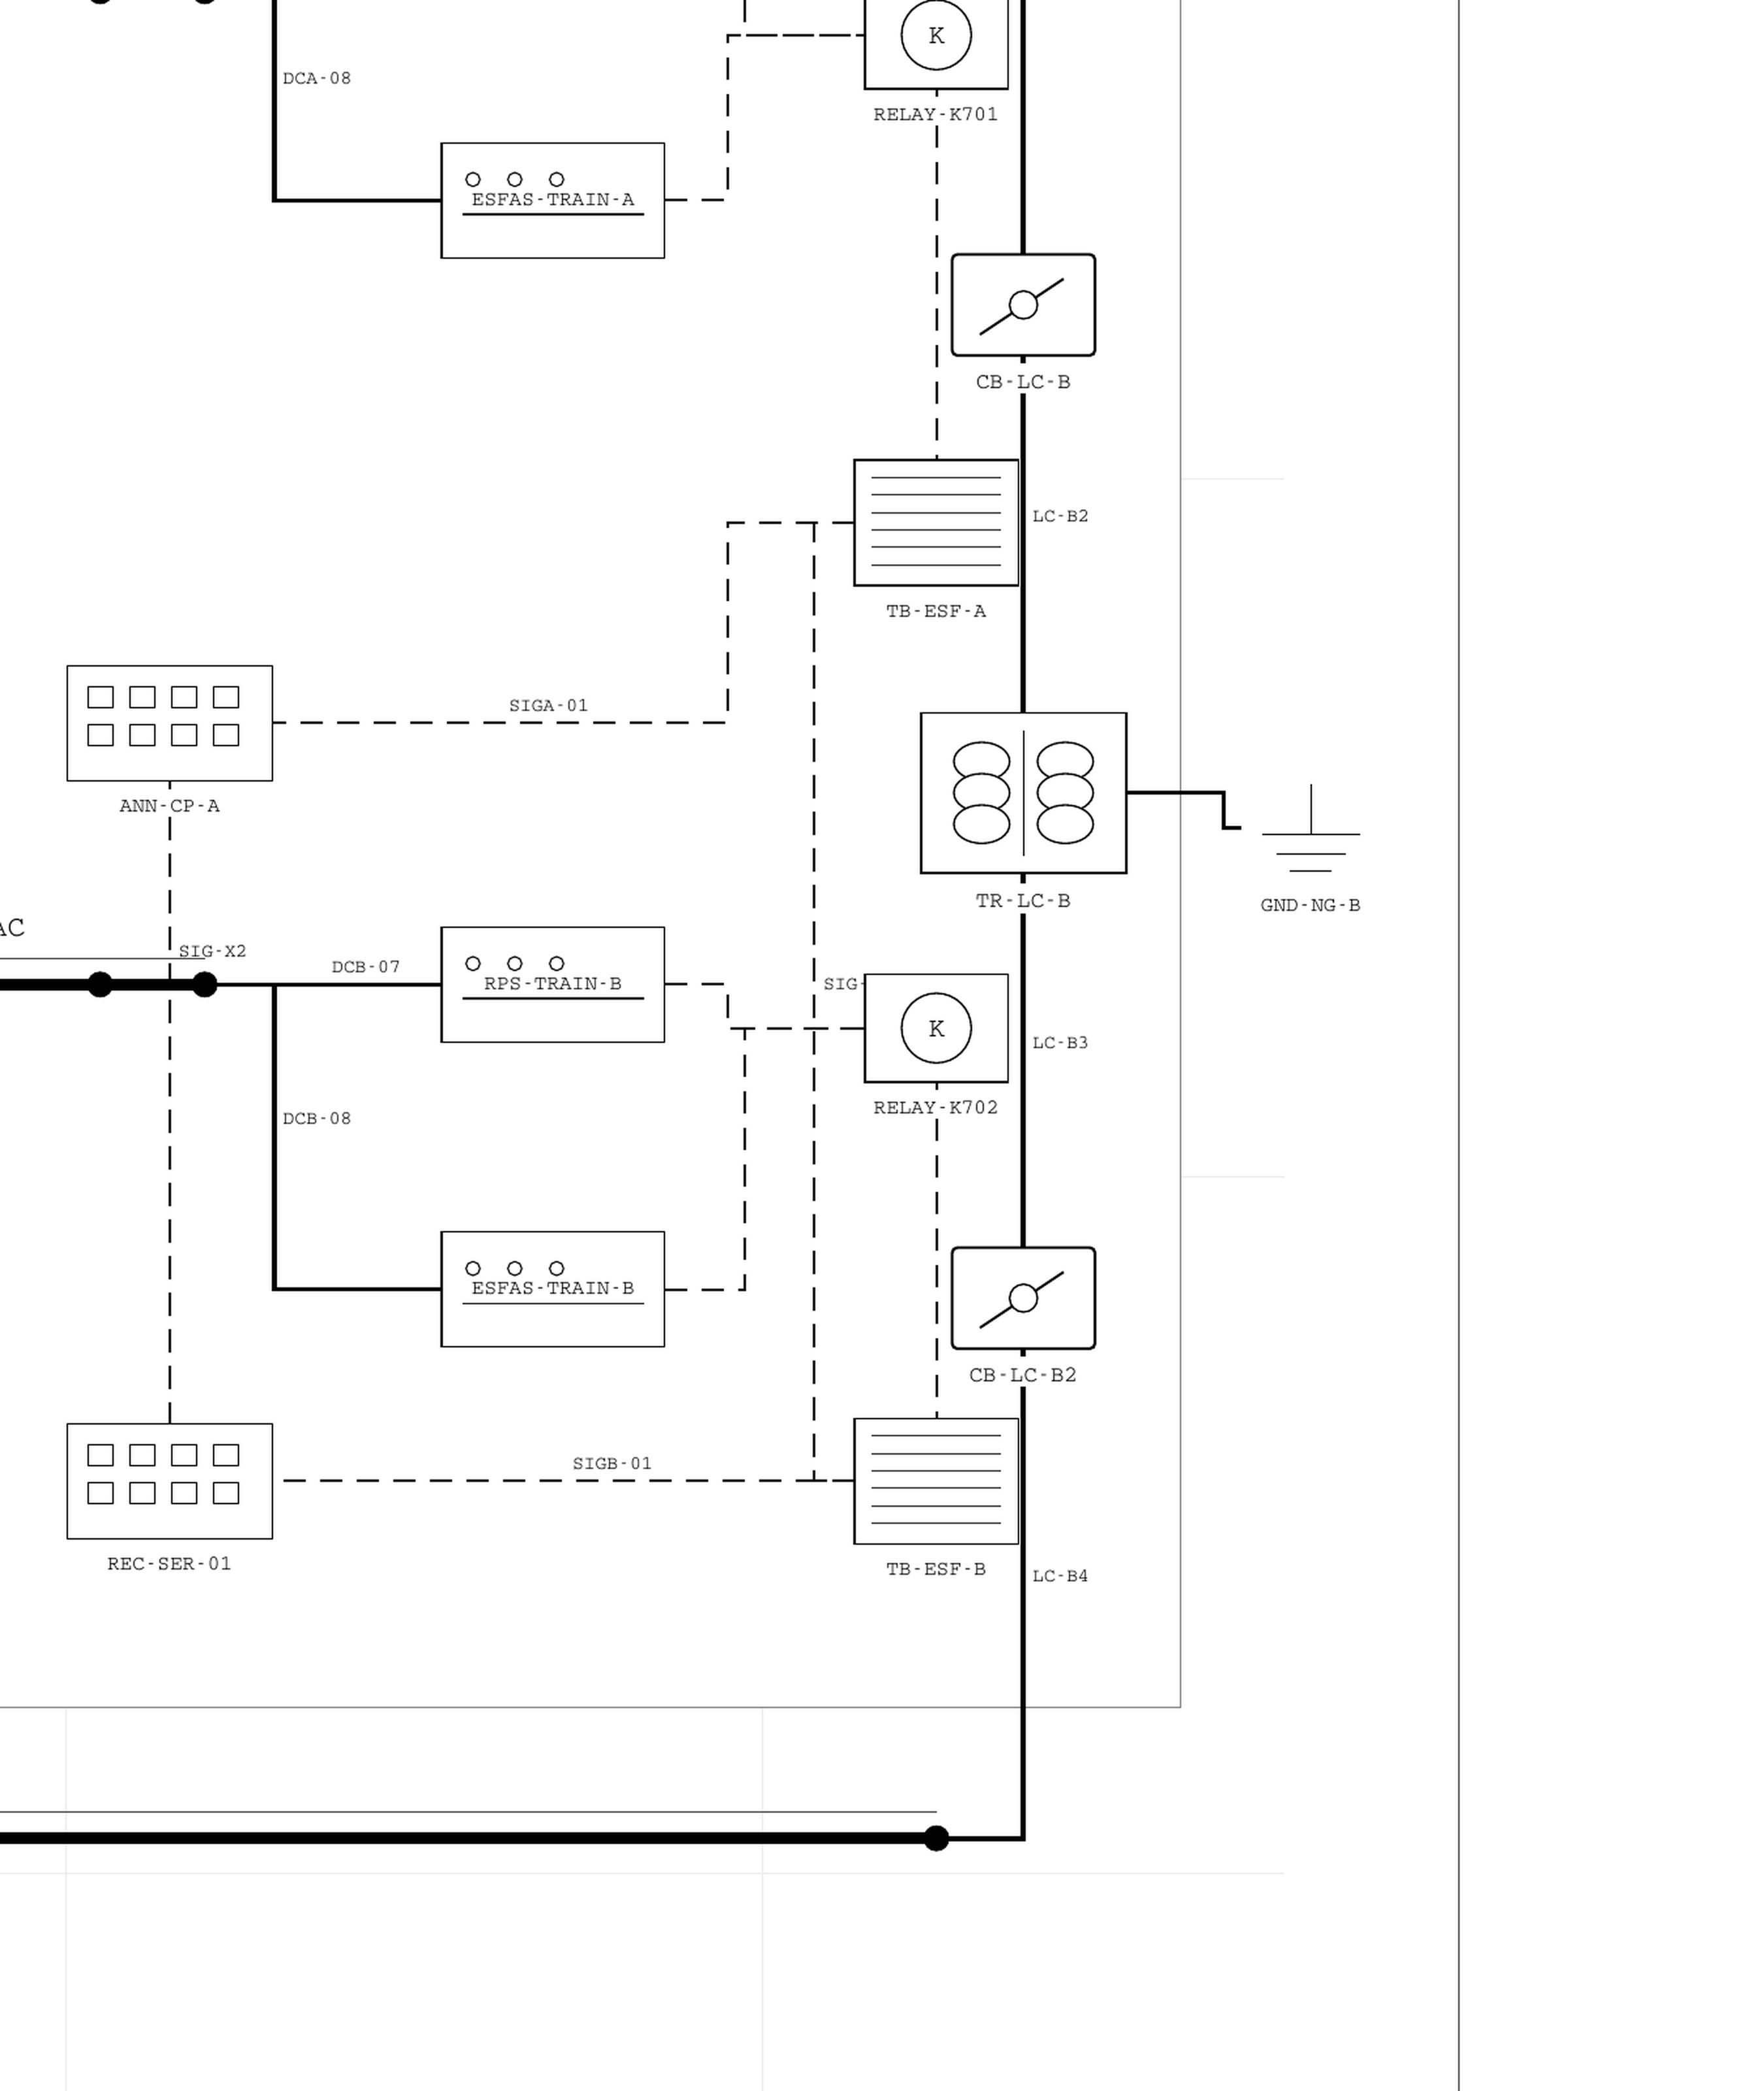 K
DCA-08
RELAY-K701
ESFAS-TRAIN-A
CB-LC-B
LC-B2
TB-ESF-A
SIGA-01
ANN-CP-A
TR-LC-B
GND-NG-B
AC
SIG-X2
DCB-07
RPS-TRAIN-B
SIG-
K
LC-B3
RELAY-K702
DCB-08
ESFAS-TRAIN-B
CB-LC-B2
SIGB-01
REC-SER-01
TB-ESF-B
LC-B4